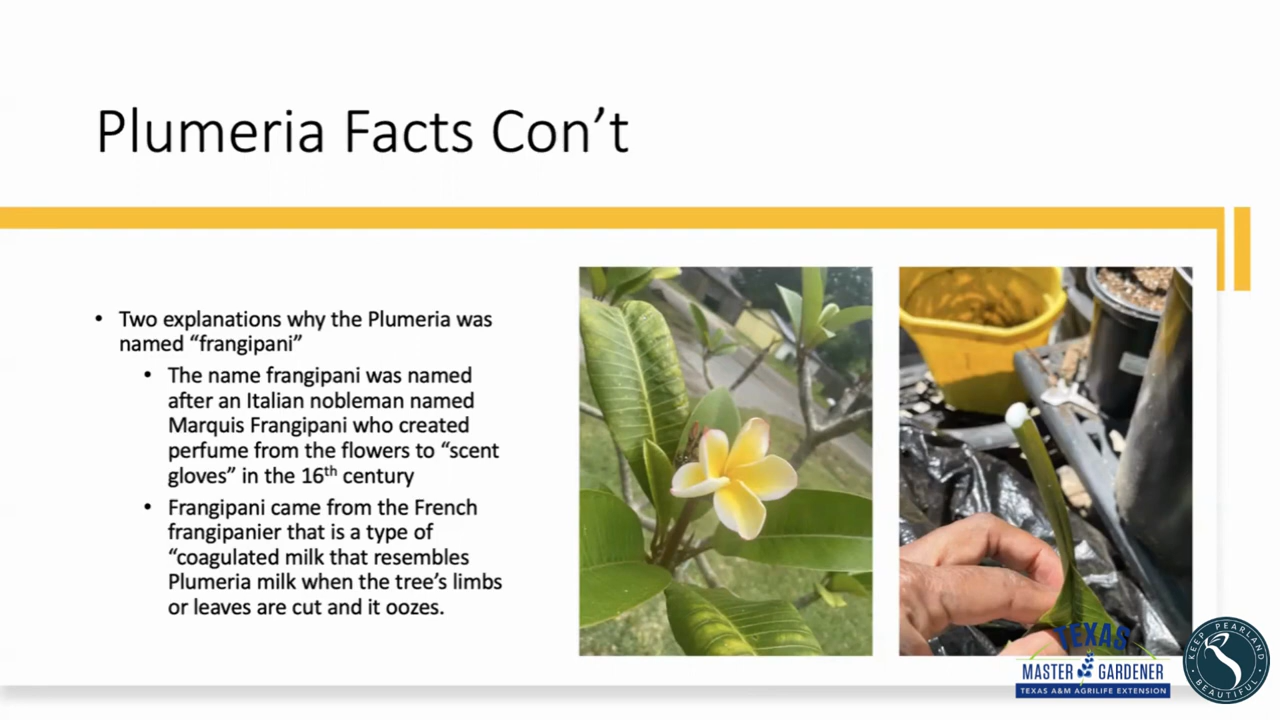 Plumeria Facts Con’t
• Two explanations why the Plumeria was
named “frangipani”
• The name frangipani was named
after an Italian nobleman named
Marquis Frangipani who created
perfume from the flowers to “scent
gloves” in the 16th century
• Frangipani came from the French
frangipanier that is a type of
“coagulated milk that resembles
Plumeria milk when the tree’s limbs
or leaves are cut and it oozes.
TEXAS
MASTER GARDENER
TEXAS A&M AGRILIFE EXTENSION
KEEP PEARLAND
BEAUTIFUL